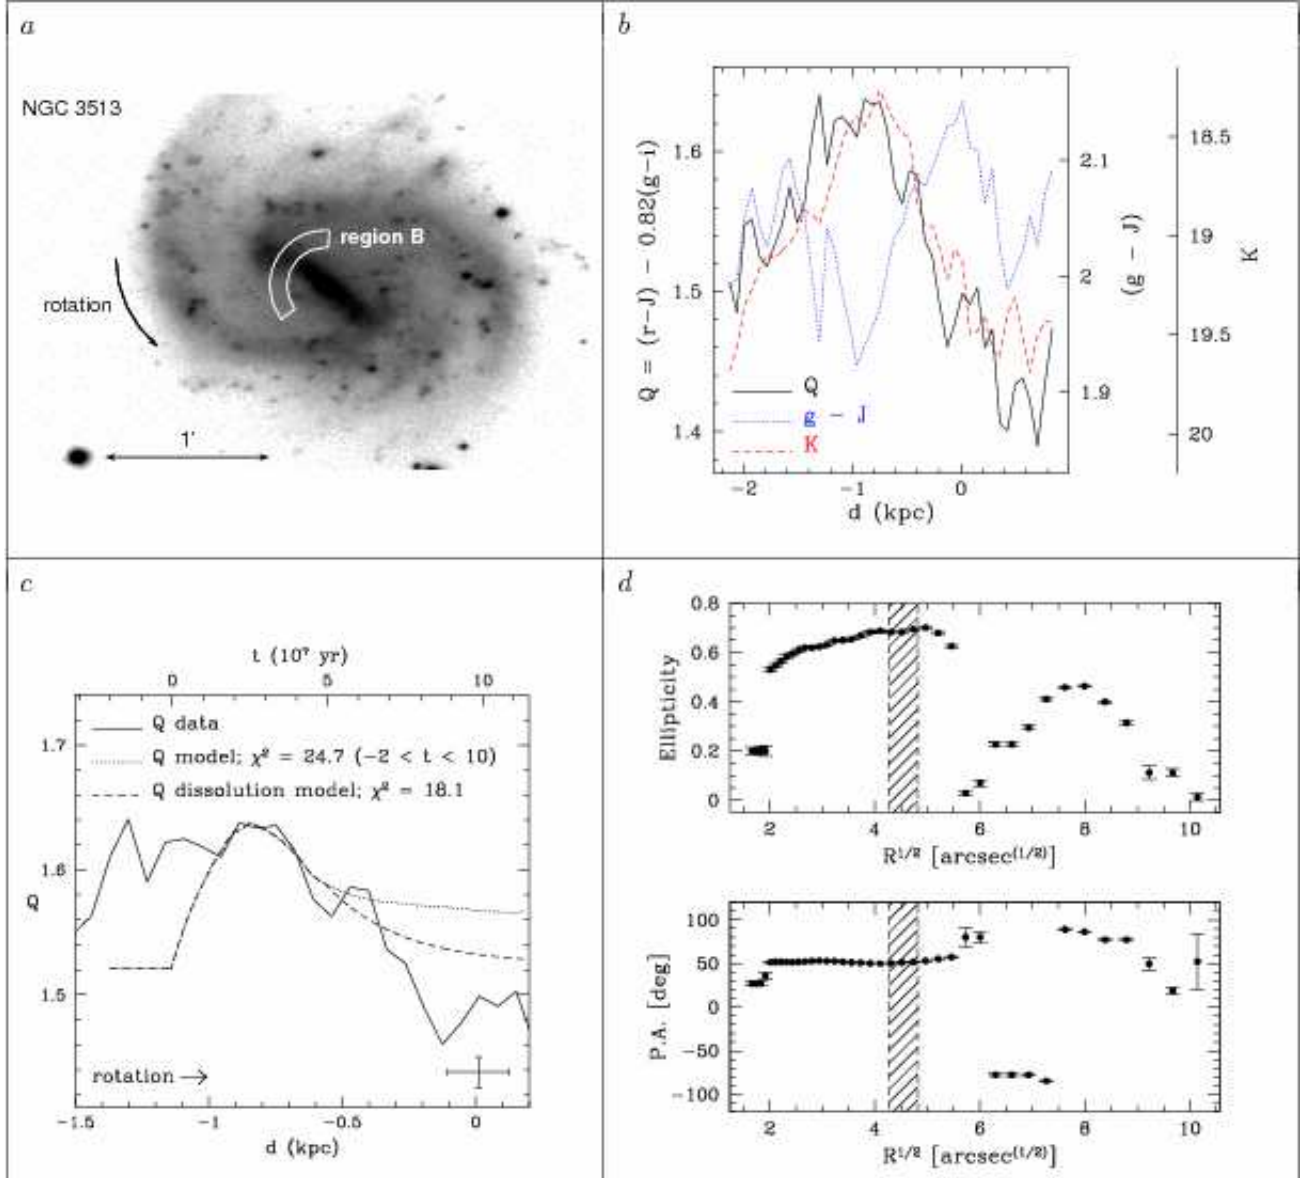 a
NGC 3513
region B
rotation
1'
b
Q = (r-J) - 0.82(g-i)
1.6
1.5
1.4
Q
g - J
K
-2 -1 0
d (kpc)
2.1
2
1.9
(g - J)
18.5
19
19.5
20
K
c
t (10⁷ yr)
0 5 10
Q data
Q model; χ² = 24.7 (-2 < t < 10)
Q dissolution model; χ² = 18.1
1.7
1.6
1.5
Q
rotation →
-1.5 -1 -0.5 0
d (kpc)
d
0.8
0.6
0.4
0.2
0
Ellipticity
2 4 6 8 10
R^1/2 [arcsec^(1/2)]
100
50
0
-50
-100
P.A. [deg]
2 4 6 8 10
R^1/2 [arcsec^(1/2)]